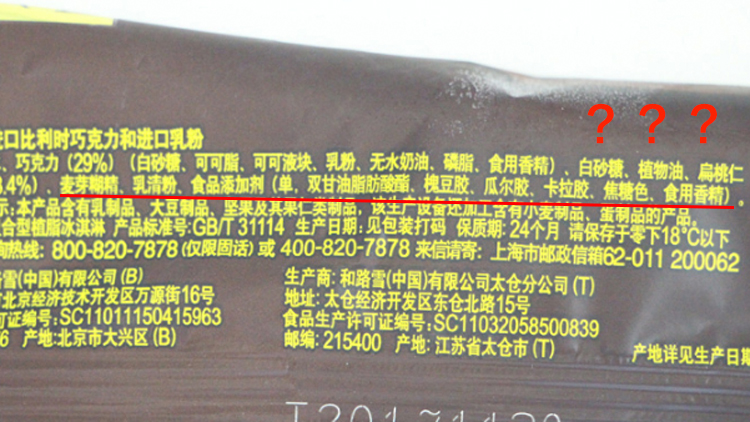 ？？？
进口比利时巧克力和进口乳粉
、巧克力（29%）（白砂糖、可可脂、可可液块、乳粉、无水奶油、磷脂、食用香精）、白砂糖、植物油、扁桃仁
.4%）、麦芽糊精、乳清粉、食品添加剂（单，双甘油脂肪酸酯、槐豆胶、瓜尔胶、卡拉胶、焦糖色、食用香精）。
示：本产品含有乳制品、大豆制品、坚果及其果仁类制品，该生产设备还加工含有小麦制品、蛋制品的产品。
合型植脂冰淇淋 产品标准号：GB/T 31114 生产日期：见包装打码 保质期：24个月 请保存于零下18°C以下
询热线：800-820-7878（仅限固话）或 400-820-7878 来信请寄：上海市邮政信箱62-011 200062
路雪（中国）有限公司（B）
北京经济技术开发区万源街16号
可证编号：SC10111150415963
6 产地：北京市大兴区（B）
生产商：和路雪（中国）有限公司太仓分公司（T）
地址：太仓经济开发区东仓北路15号
食品生产许可证编号：SC11032058500839
邮编：215400 产地：江苏省太仓市（T）
产地详见生产日期